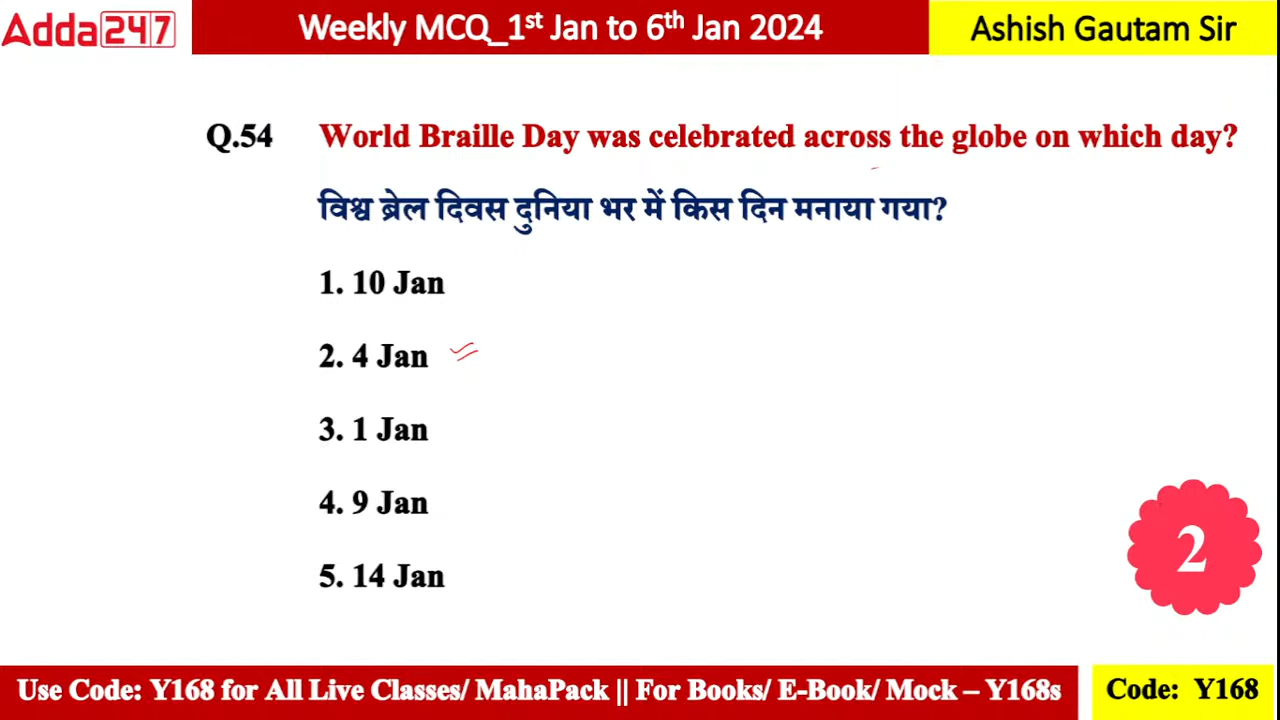 Adda247
Weekly MCQ_1st Jan to 6th Jan 2024
Ashish Gautam Sir
Q.54 World Braille Day was celebrated across the globe on which day?
विश्व ब्रेल दिवस दुनिया भर में किस दिन मनाया गया?
1. 10 Jan
2. 4 Jan
3. 1 Jan
4. 9 Jan
5. 14 Jan
2
Use Code: Y168 for All Live Classes/ MahaPack || For Books/ E-Book/ Mock – Y168s
Code: Y168